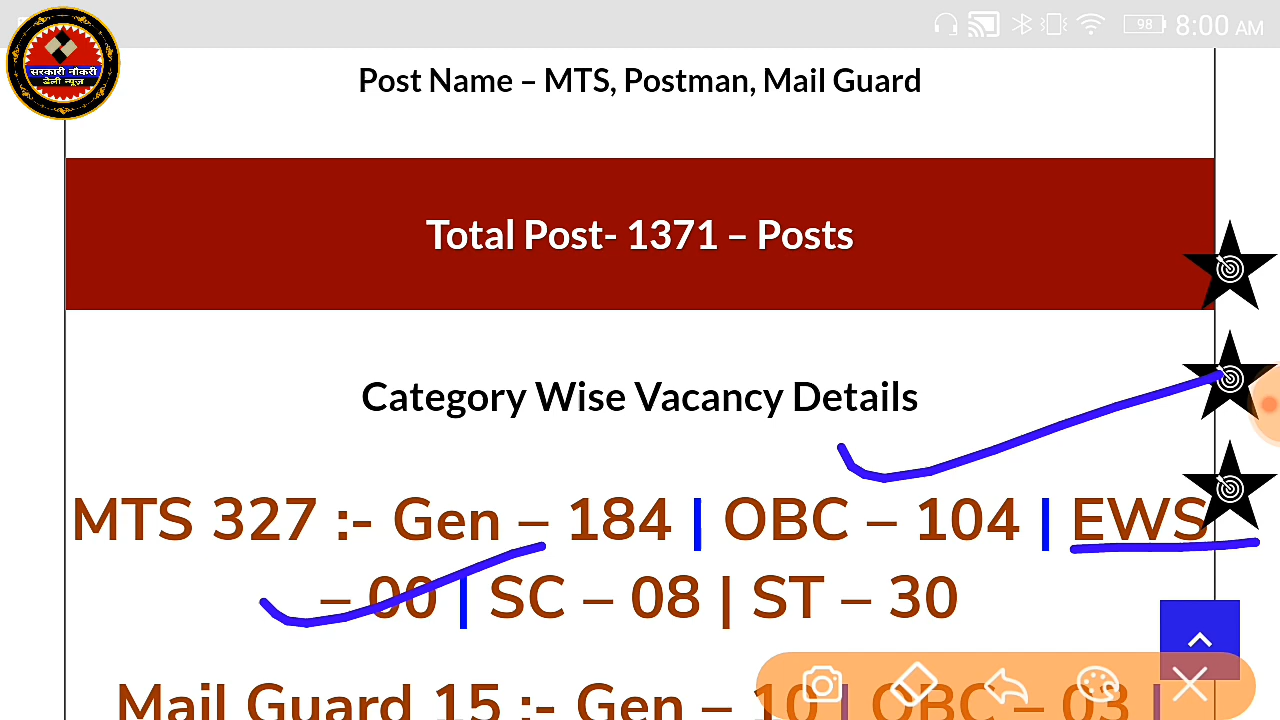 सरकारी नौकरी
डेली न्यूज़
98 8:00 AM
Post Name – MTS, Postman, Mail Guard
Total Post- 1371 – Posts
Category Wise Vacancy Details
MTS 327 :- Gen – 184 | OBC – 104 | EWS
– 00 | SC – 08 | ST – 30
Mail Guard 15 :- Gen – 10 | OBC – 03 |